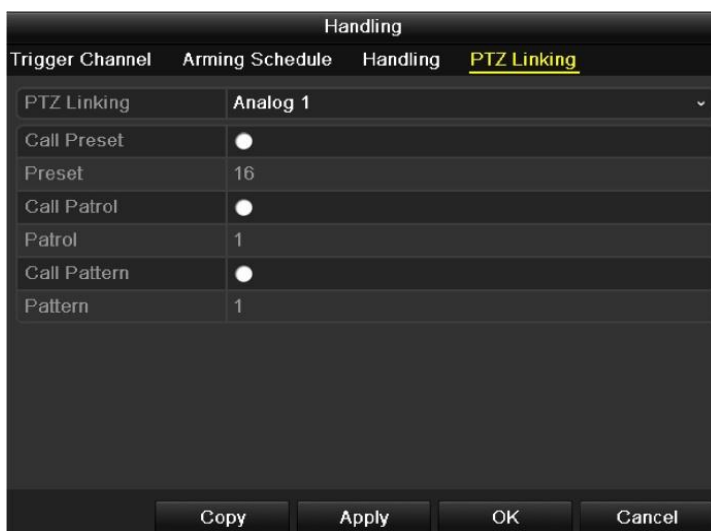 Handling
Trigger Channel Arming Schedule Handling PTZ Linking
PTZ Linking Analog 1
Call Preset
Preset 16
Call Patrol
Patrol 1
Call Pattern
Pattern 1
Copy Apply OK Cancel